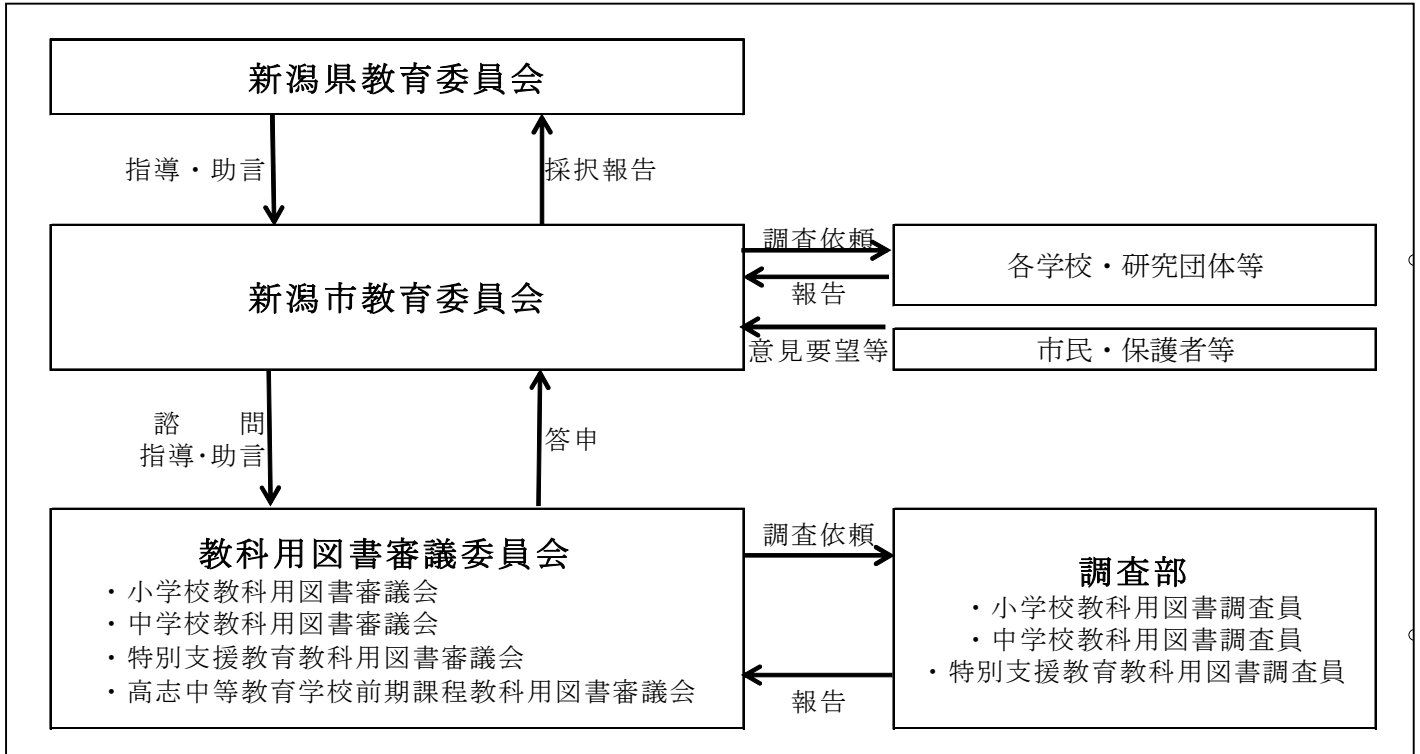 新潟県教育委員会
指導・助言
採択報告
新潟市教育委員会
調査依頼
報告
意見要望等
各学校・研究団体等
市民・保護者等
諮　　問
指導・助言
答申
教科用図書審議委員会
・小学校教科用図書審議会
・中学校教科用図書審議会
・特別支援教育教科用図書審議会
・高志中等教育学校前期課程教科用図書審議会
調査依頼
報告
調査部
・小学校教科用図書調査員
・中学校教科用図書調査員
・特別支援教育教科用図書調査員